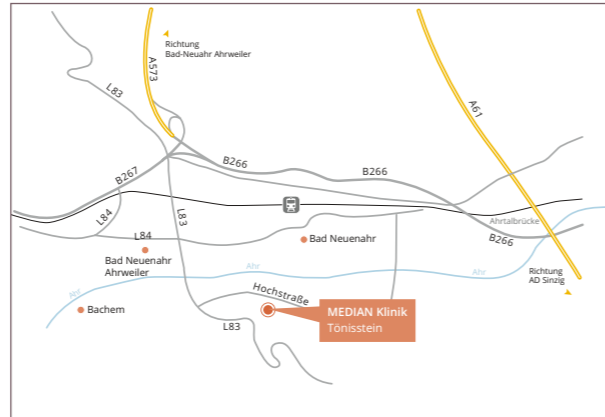 Richtung
Bad-Neuahr Ahrweiler
A573
L83
A61
B267
B266
B266
L84
L83
Ahrtalbrücke
L84
Bad Neuenahr
B266
Bad Neuenahr
Ahrweiler
Ahr
Ahr
Richtung
AD Sinzig
Ahr
Hochstraße
Bachem
MEDIAN Klinik
Tönisstein
L83